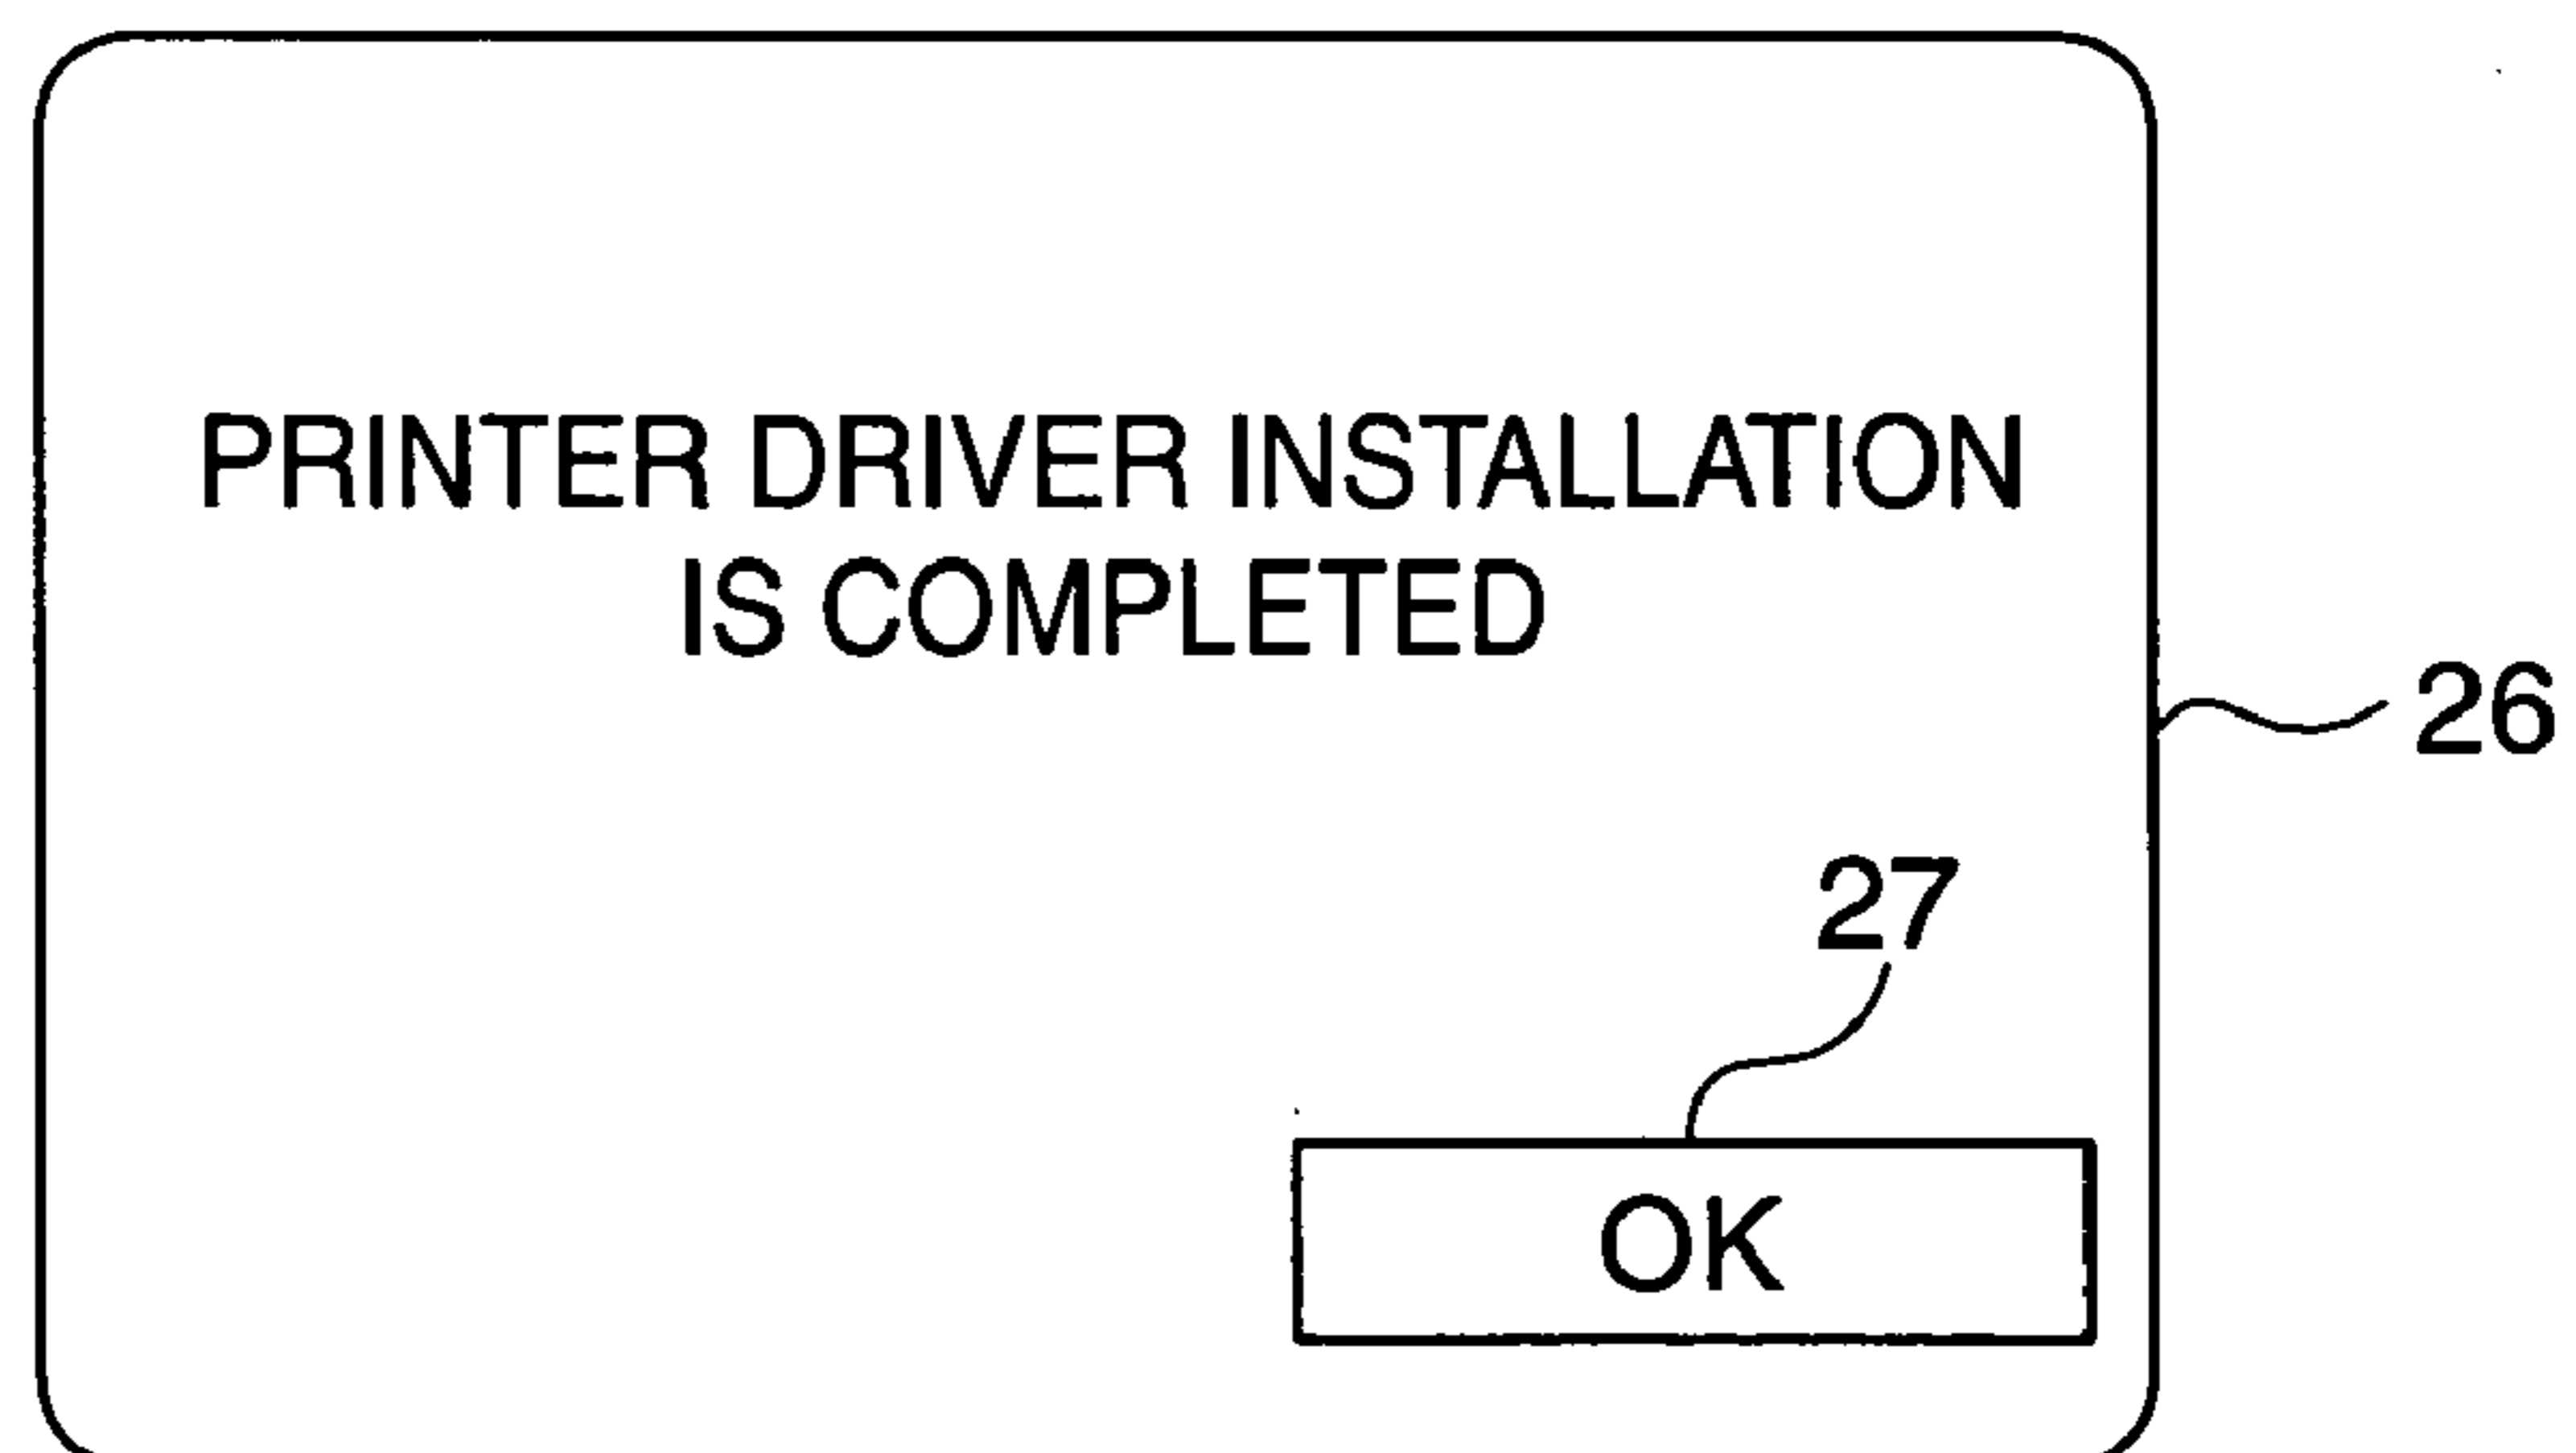 PRINTER DRIVER INSTALLATION
IS COMPLETED
26
27
OK